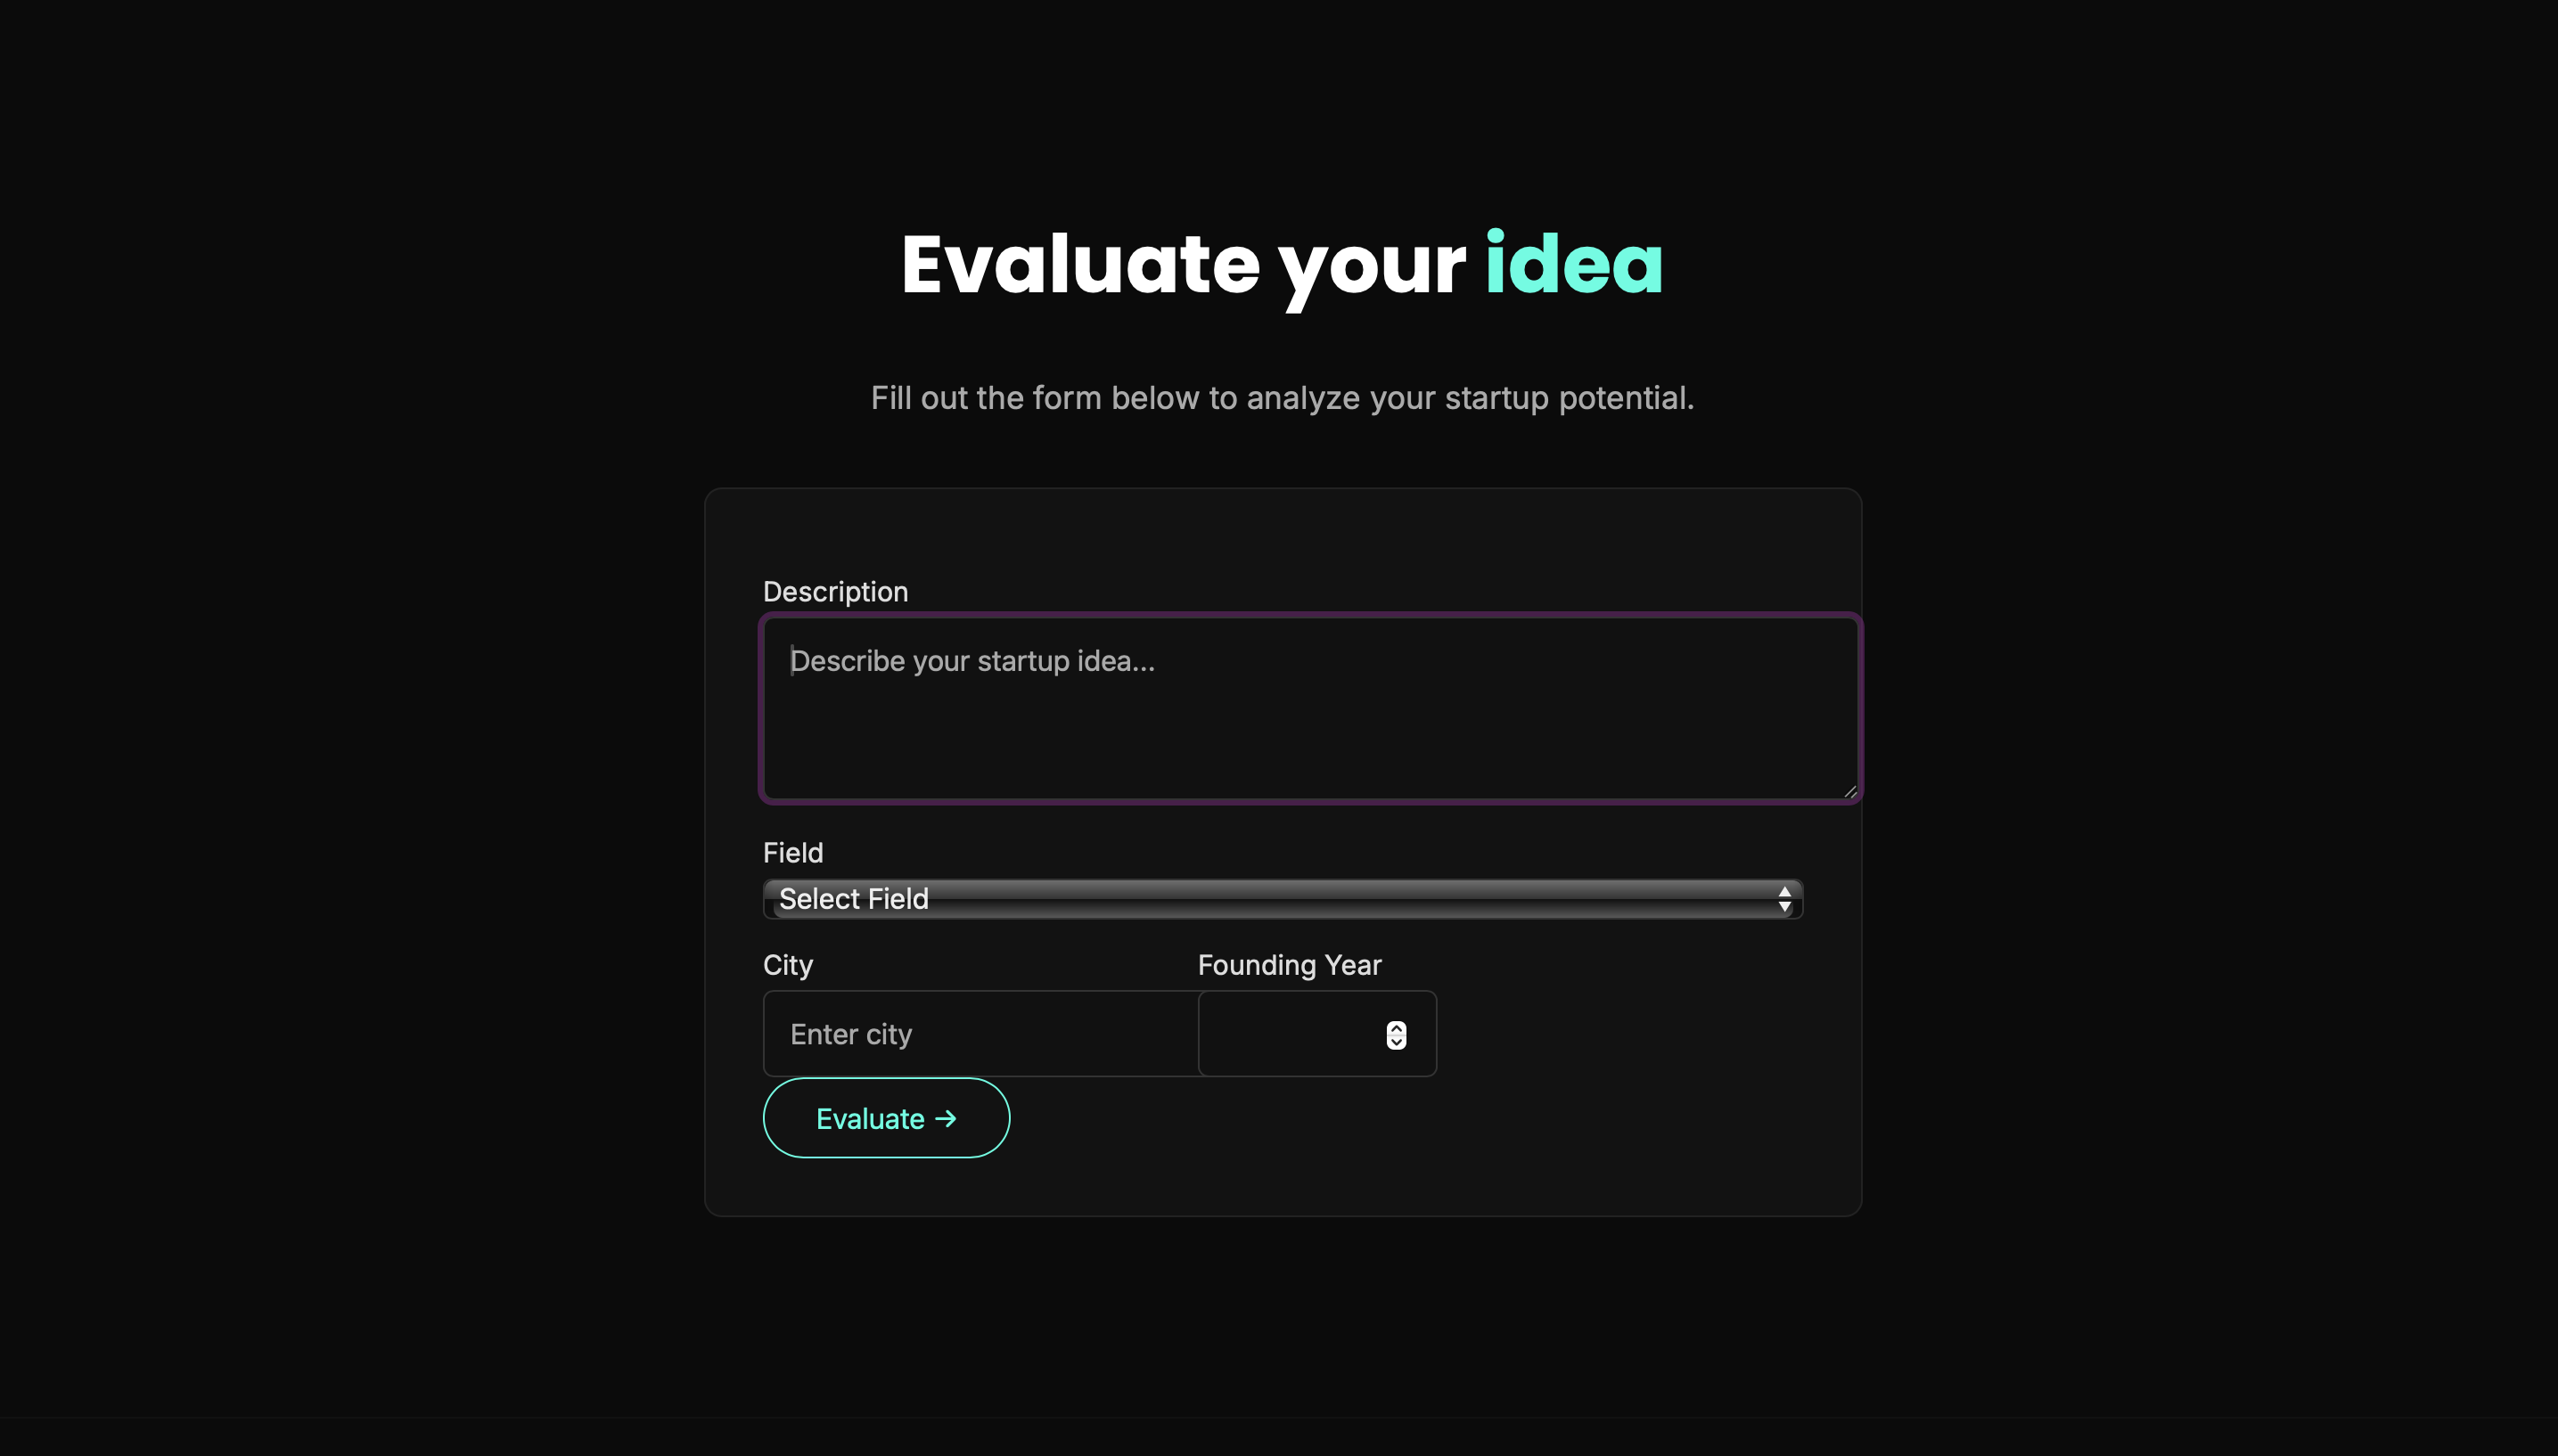 Evaluate your idea
Fill out the form below to analyze your startup potential.
Description
Describe your startup idea...
Field
Select Field
City
Founding Year
Enter city
Evaluate →